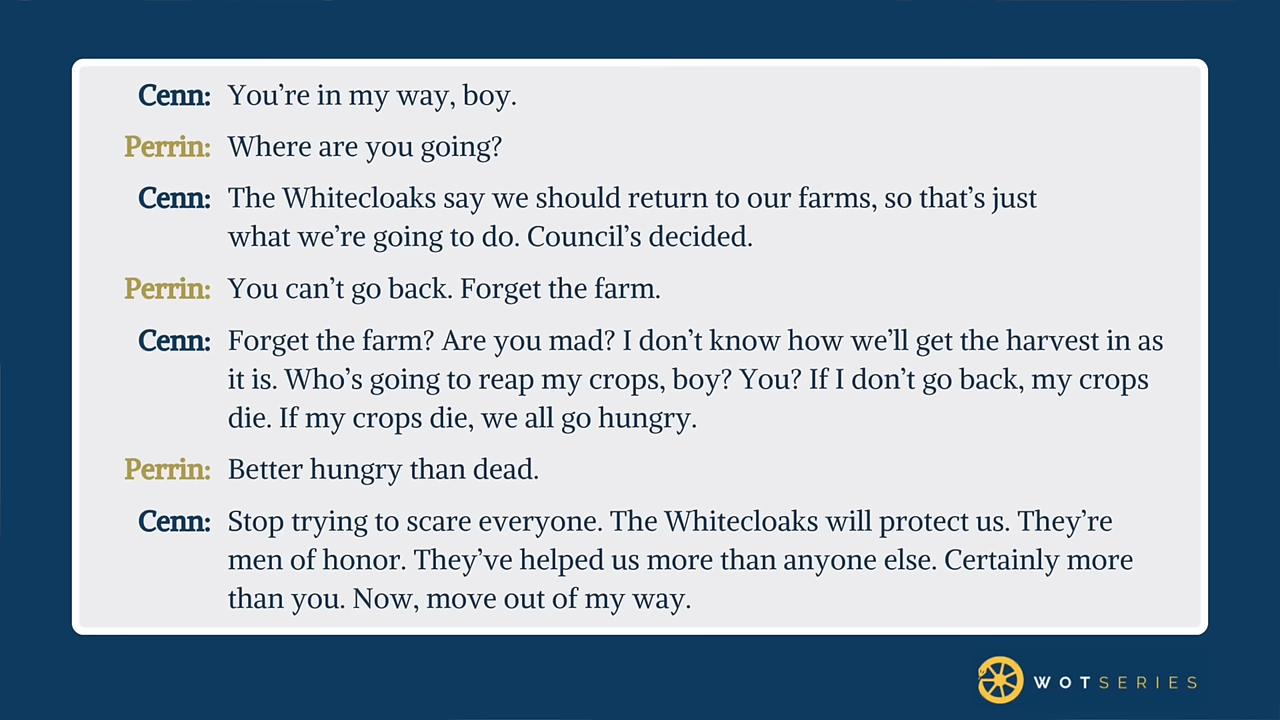 Cenn: You’re in my way, boy.
Perrin: Where are you going?
Cenn: The Whitecloaks say we should return to our farms, so that’s just
what we’re going to do. Council’s decided.
Perrin: You can’t go back. Forget the farm.
Cenn: Forget the farm? Are you mad? I don’t know how we’ll get the harvest in as
it is. Who’s going to reap my crops, boy? You? If I don’t go back, my crops
die. If my crops die, we all go hungry.
Perrin: Better hungry than dead.
Cenn: Stop trying to scare everyone. The Whitecloaks will protect us. They’re
men of honor. They’ve helped us more than anyone else. Certainly more
than you. Now, move out of my way.
WOTSERIES